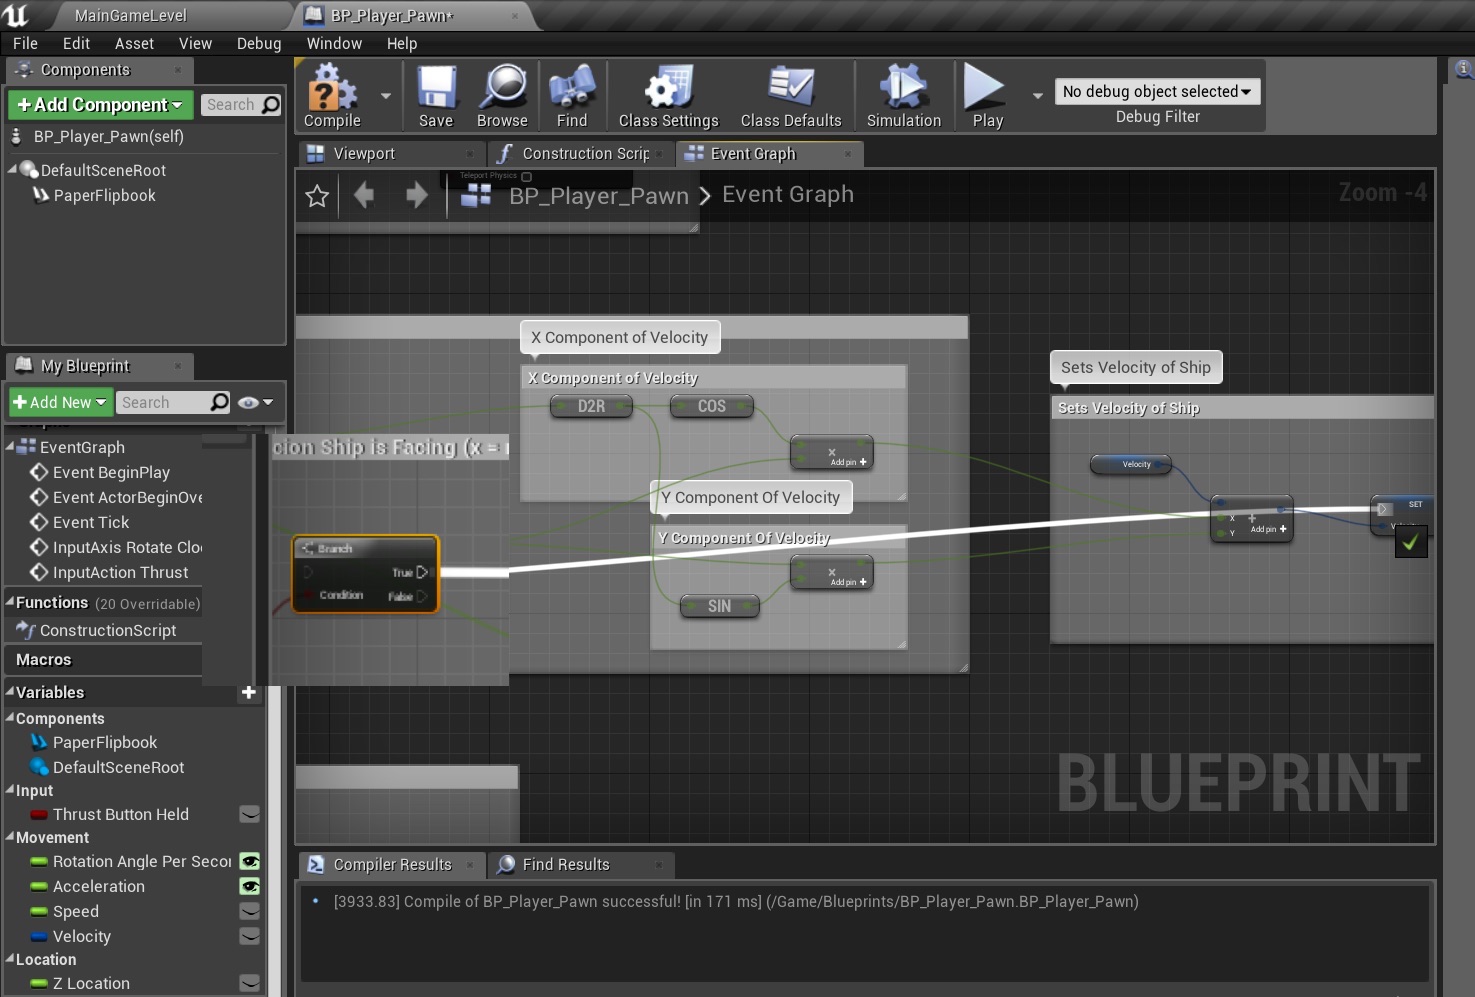 MainGameLevel
BP_Player_Pawn*
File Edit Asset View Debug Window Help
Components
+Add Component
Search
BP_Player_Pawn(self)
DefaultSceneRoot
PaperFlipbook
Compile Save Browse Find Class Settings Class Defaults Simulation Play
No debug object selected
Debug Filter
Viewport
Construction Scrip
Event Graph
Teleport Physics
BP_Player_Pawn > Event Graph
Zoom -4
My Blueprint
+Add New
Search
EventGraph
Event BeginPlay
Event ActorBeginOve
Event Tick
InputAxis Rotate Clo
InputAction Thrust
Functions (20 Overridable)
ConstructionScript
Macros
Variables
+
Components
PaperFlipbook
DefaultSceneRoot
Input
Thrust Button Held
Movement
Rotation Angle Per Secon
Acceleration
Speed
Velocity
Location
Z Location
X Component of Velocity
X Component of Velocity
D2R
COS
×
Add pin +
Y Component Of Velocity
Y Component Of Velocity
×
Add pin +
SIN
Sets Velocity of Ship
Sets Velocity of Ship
Velocity
X
Y
+
Add pin +
SET
Ship is Facing (x =
Branch
True
Condition
False
BLUEPRINT
Compiler Results
Find Results
[3933.83] Compile of BP_Player_Pawn successful! [in 171 ms] (/Game/Blueprints/BP_Player_Pawn.BP_Player_Pawn)